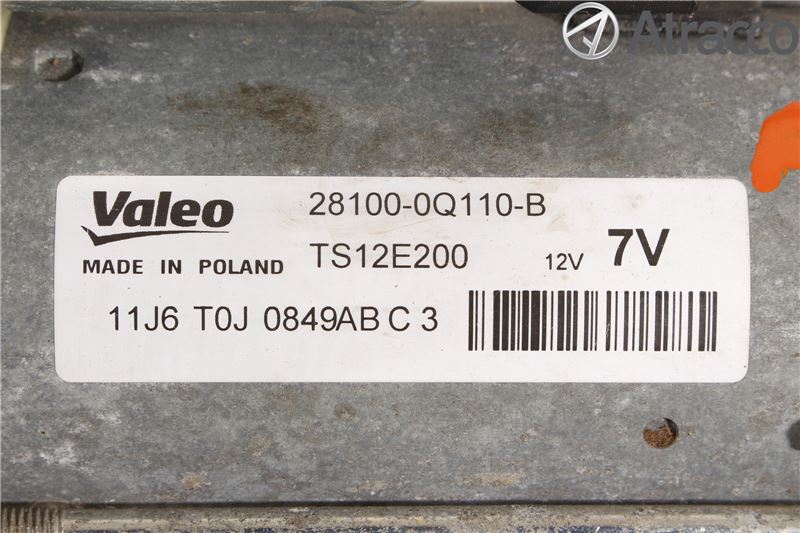 Atracco
Valeo 28100-0Q110-B
MADE IN POLAND TS12E200 12V 7V
11J6 T0J 0849AB C 3